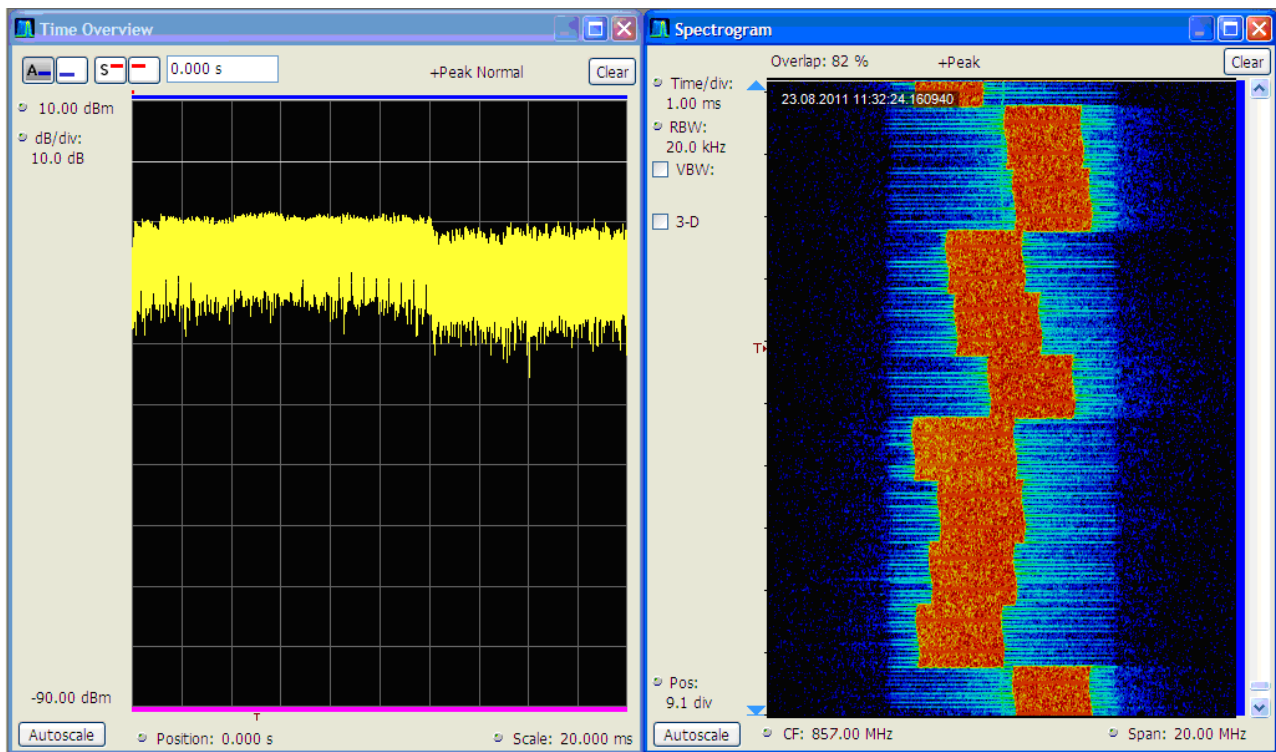 Time Overview
A
S
0.000 s
+Peak Normal
Clear
10.00 dBm
dB/div:
10.0 dB
-90.00 dBm
T
Autoscale
Position: 0.000 s
Scale: 20.000 ms
Spectrogram
Overlap: 82 %
+Peak
Clear
Time/div:
1.00 ms
23.08.2011 11:32:24.160940
RBW:
20.0 kHz
VBW:
3-D
T
Pos:
9.1 div
Autoscale
CF: 857.00 MHz
Span: 20.00 MHz